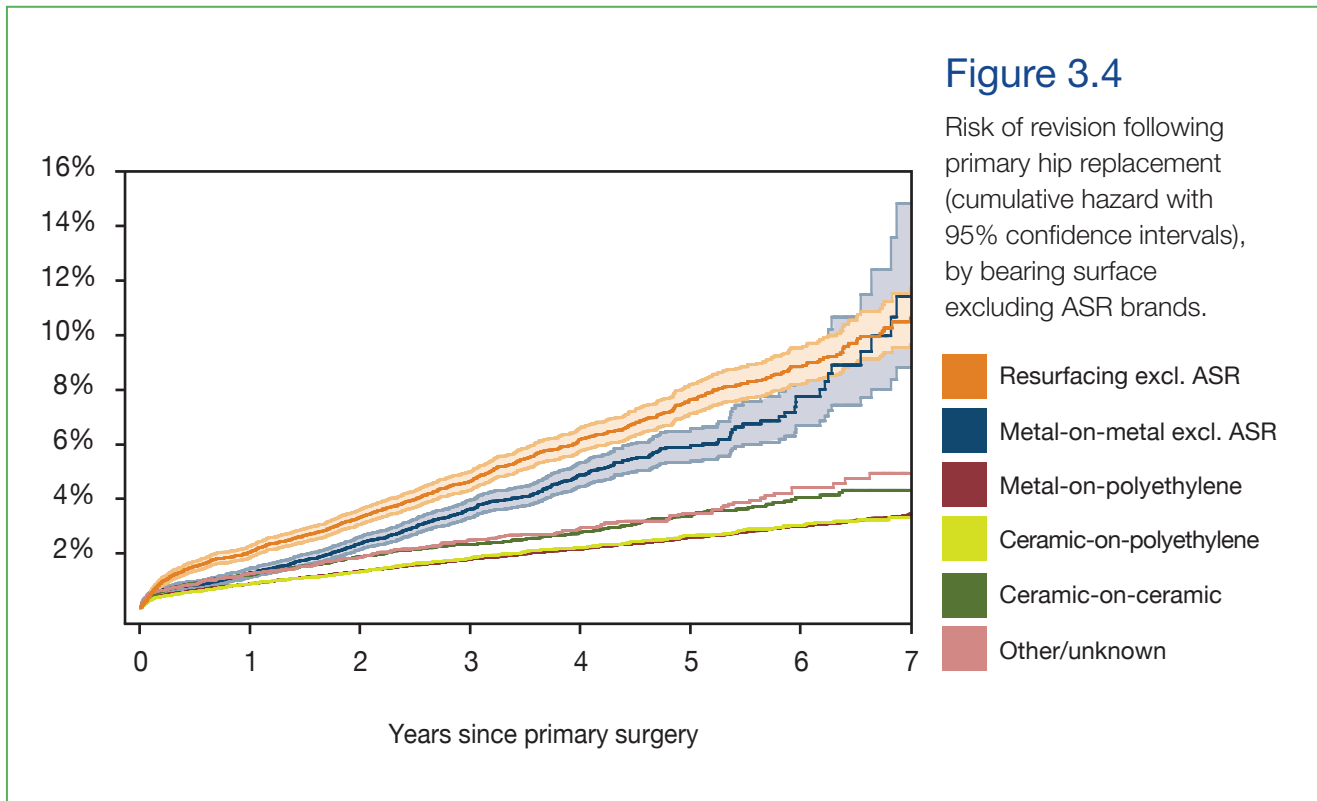 Figure 3.4
Risk of revision following
primary hip replacement
(cumulative hazard with
95% confidence intervals),
by bearing surface
excluding ASR brands.
16%
14%
12%
10%
8%
6%
4%
2%
0 1 2 3 4 5 6 7
Years since primary surgery
Resurfacing excl. ASR
Metal-on-metal excl. ASR
Metal-on-polyethylene
Ceramic-on-polyethylene
Ceramic-on-ceramic
Other/unknown